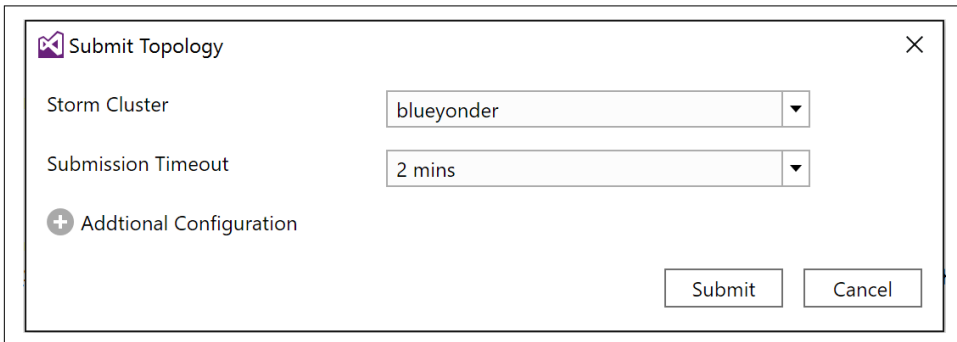 Submit Topology
Storm Cluster
blueyonder
Submission Timeout
2 mins
Addtional Configuration
Submit
Cancel